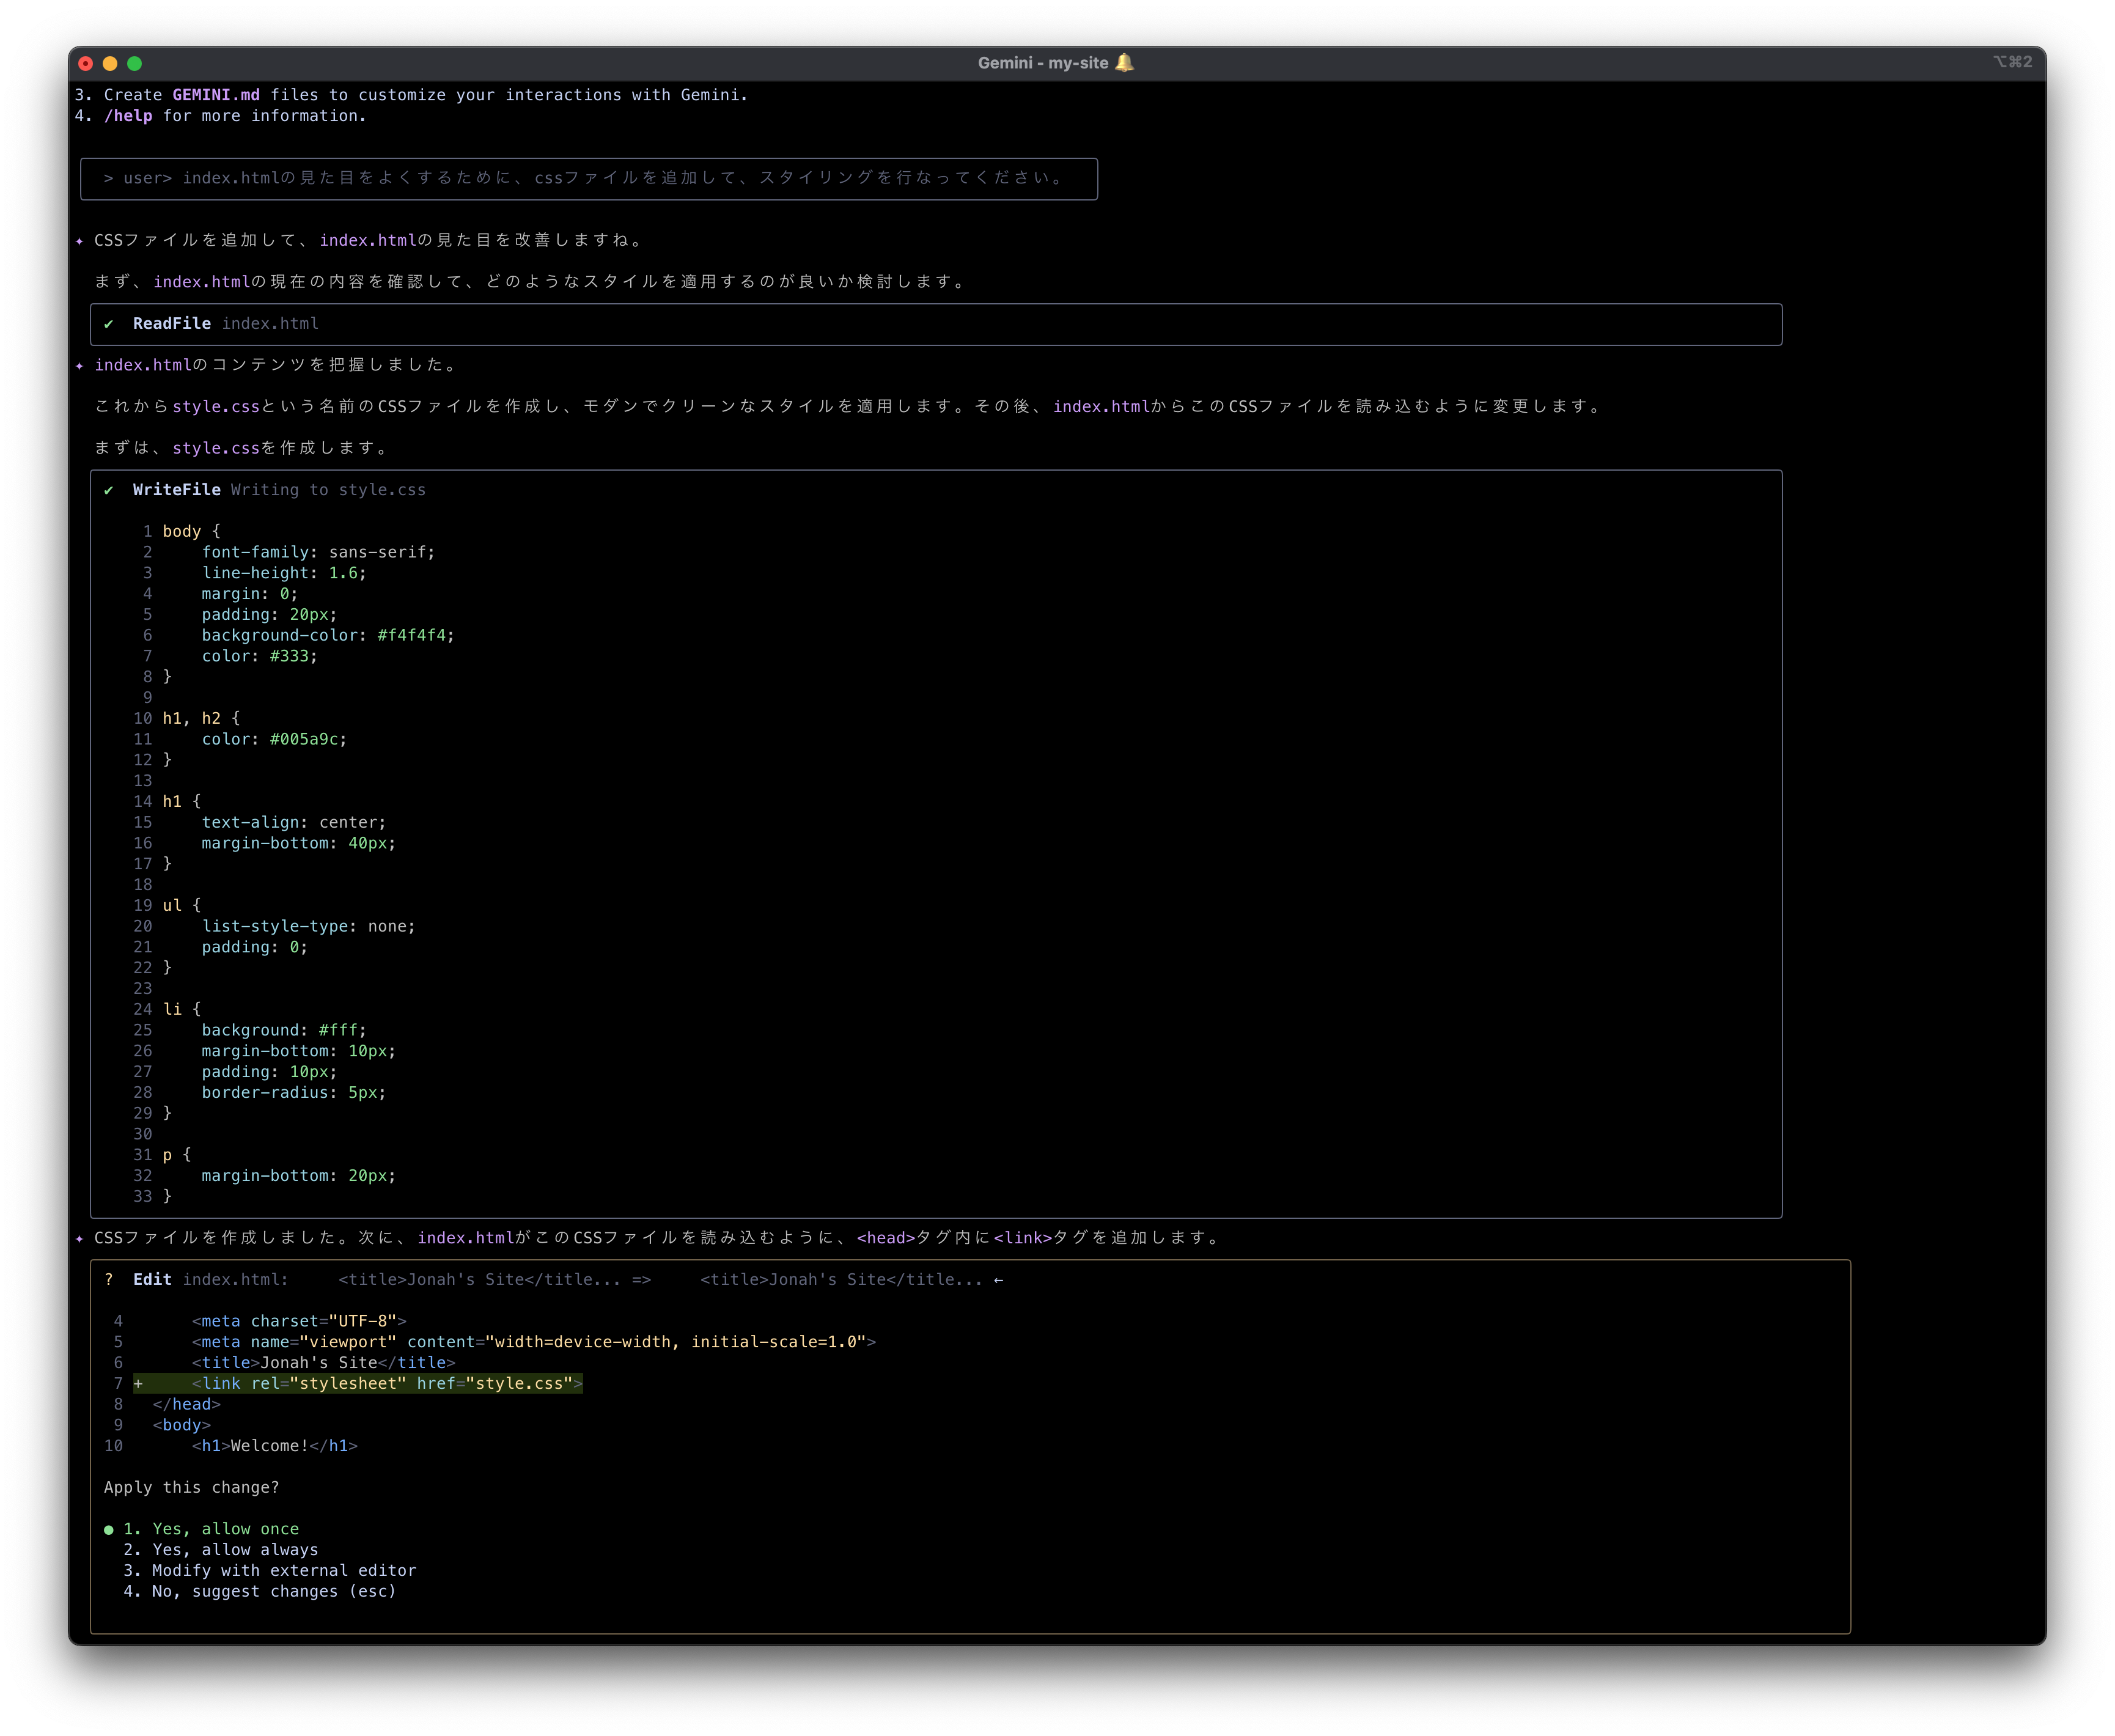 Gemini - my-site 🔔
⌥⌘2
3. Create GEMINI.md files to customize your interactions with Gemini.
4. /help for more information.
> user> index.htmlの見た目をよくするために、cssファイルを追加して、スタイリングを行なってください。
✦ CSSファイルを追加して、index.htmlの見た目を改善しますね。
まず、index.htmlの現在の内容を確認して、どのようなスタイルを適用するのが良いか検討します。
✔ ReadFile index.html
✦ index.htmlのコンテンツを把握しました。
これからstyle.cssという名前のCSSファイルを作成し、モダンでクリーンなスタイルを適用します。その後、index.htmlからこのCSSファイルを読み込むように変更します。
まずは、style.cssを作成します。
✔ WriteFile Writing to style.css
1 body {
2     font-family: sans-serif;
3     line-height: 1.6;
4     margin: 0;
5     padding: 20px;
6     background-color: #f4f4f4;
7     color: #333;
8 }
9
10 h1, h2 {
11     color: #005a9c;
12 }
13
14 h1 {
15     text-align: center;
16     margin-bottom: 40px;
17 }
18
19 ul {
20     list-style-type: none;
21     padding: 0;
22 }
23
24 li {
25     background: #fff;
26     margin-bottom: 10px;
27     padding: 10px;
28     border-radius: 5px;
29 }
30
31 p {
32     margin-bottom: 20px;
33 }
✦ CSSファイルを作成しました。次に、index.htmlがこのCSSファイルを読み込むように、<head>タグ内に<link>タグを追加します。
? Edit index.html:     <title>Jonah's Site</title... =>     <title>Jonah's Site</title... ←
4       <meta charset="UTF-8">
5       <meta name="viewport" content="width=device-width, initial-scale=1.0">
6       <title>Jonah's Site</title>
7 +     <link rel="stylesheet" href="style.css">
8   </head>
9   <body>
10       <h1>Welcome!</h1>
Apply this change?
● 1. Yes, allow once
2. Yes, allow always
3. Modify with external editor
4. No, suggest changes (esc)